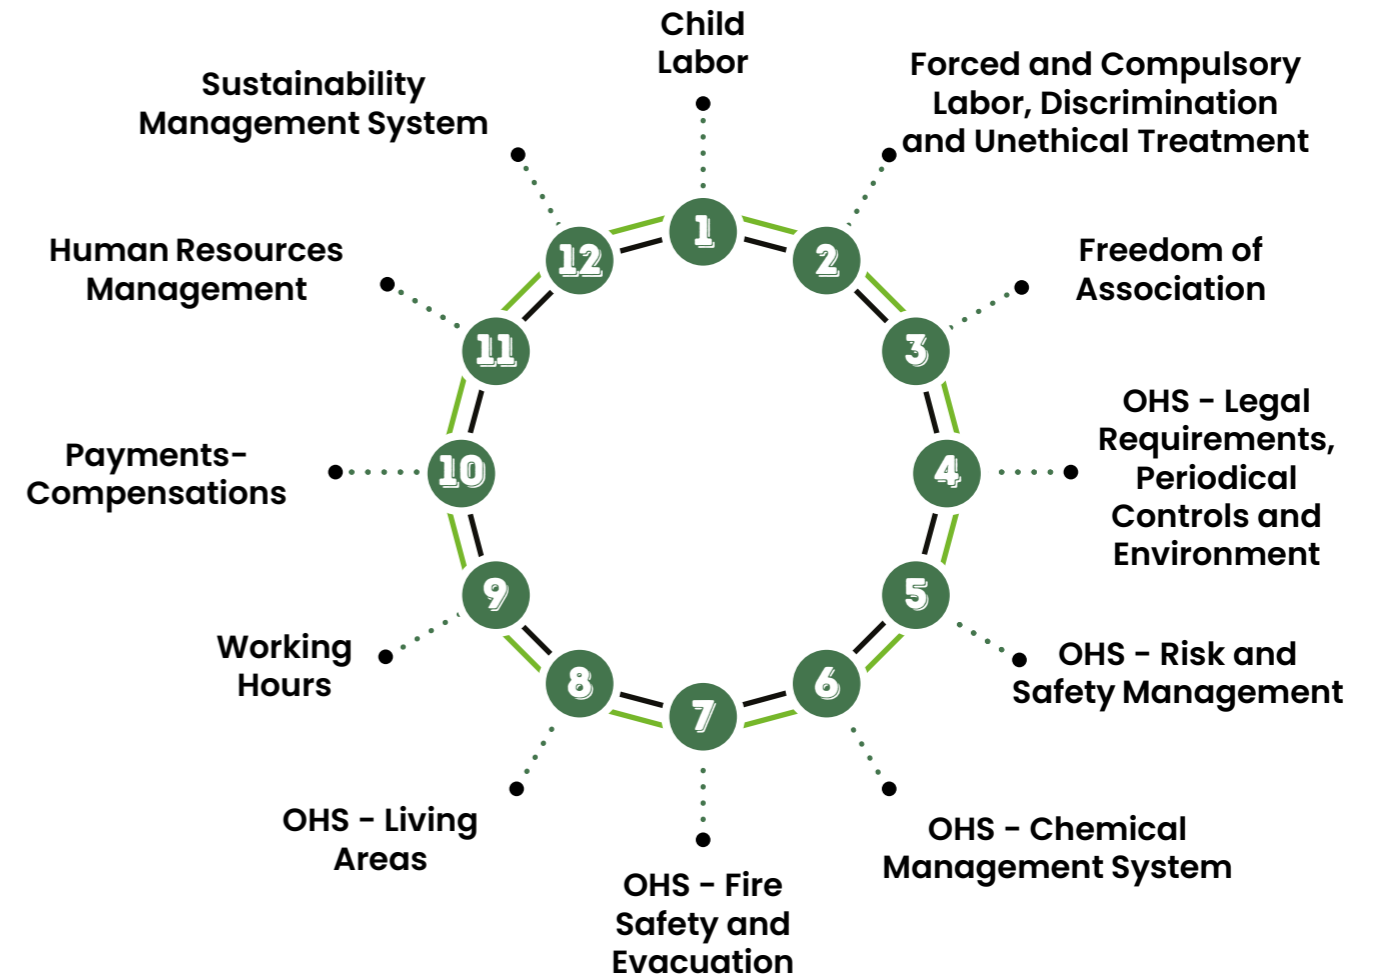 Child
Labor
1
Forced and Compulsory
Labor, Discrimination
and Unethical Treatment
2
Freedom of
Association
3
OHS - Legal
Requirements,
Periodical
Controls and
Environment
4
OHS - Risk and
Safety Management
5
OHS - Chemical
Management System
6
OHS - Fire
Safety and
Evacuation
7
OHS - Living
Areas
8
Working
Hours
9
Payments-
Compensations
10
Human Resources
Management
11
Sustainability
Management System
12